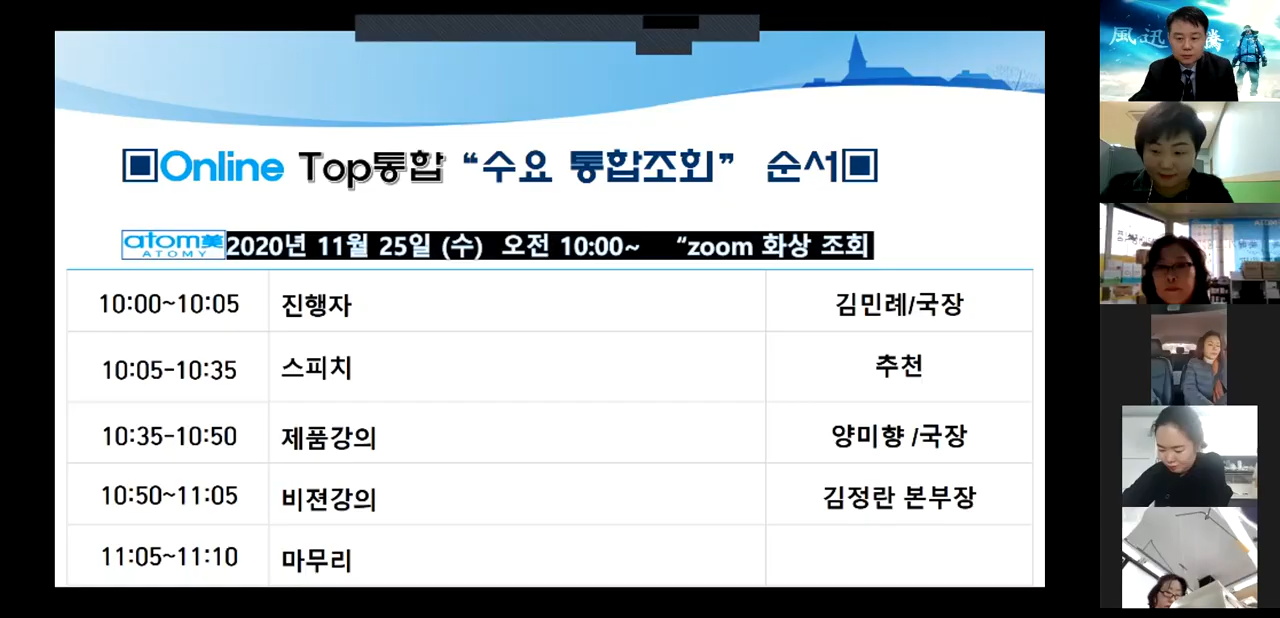 ▣Online Top통합 “수요 통합조회” 순서▣
atom美 ATOMY 2020년 11월 25일 (수) 오전 10:00~ “zoom 화상 조회
10:00~10:05 진행자 김민례/국장
10:05-10:35 스피치 추천
10:35-10:50 제품강의 양미향 /국장
10:50~11:05 비젼강의 김정란 본부장
11:05~11:10 마무리
風迅 騰